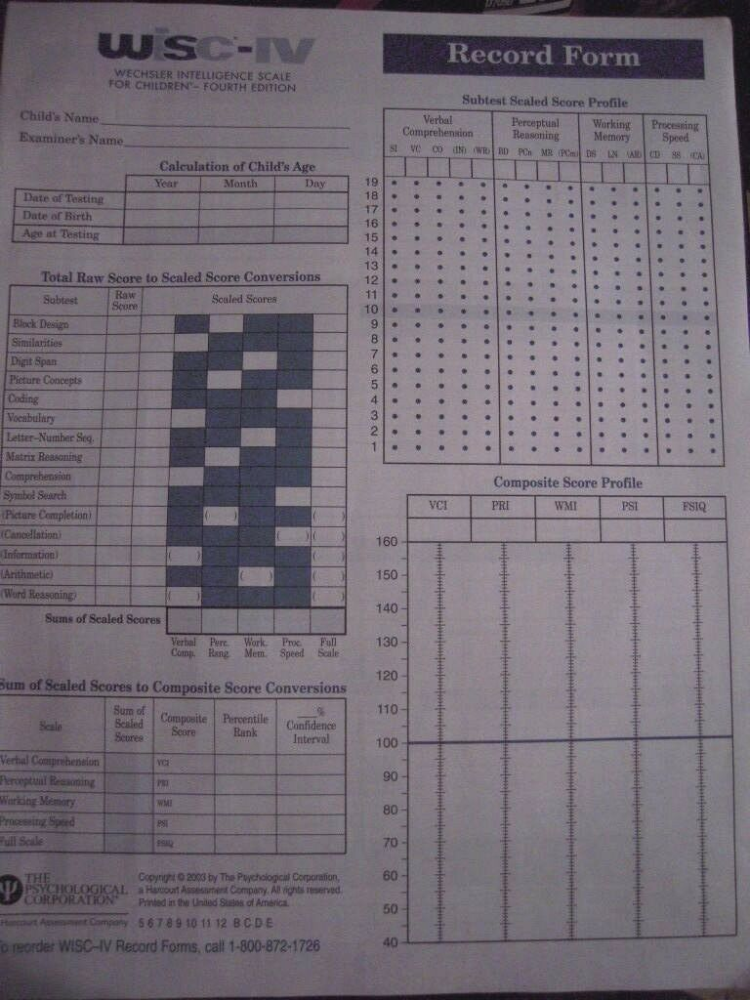 WISC-IV
WECHSLER INTELLIGENCE SCALE
FOR CHILDREN™– FOURTH EDITION
Child's Name
Examiner's Name
Calculation of Child's Age
Year Month Day
Date of Testing
Date of Birth
Age at Testing
Total Raw Score to Scaled Score Conversions
Subtest Raw Score Scaled Scores
Block Design
Similarities
Digit Span
Picture Concepts
Coding
Vocabulary
Letter–Number Seq.
Matrix Reasoning
Comprehension
Symbol Search
(Picture Completion) ( ) ( )
(Cancellation) ( ) ( )
(Information) ( ) ( )
(Arithmetic) ( ) ( )
(Word Reasoning) ( ) ( )
Sums of Scaled Scores
Verbal Perc. Work. Proc. Full
Comp. Rsng. Mem. Speed Scale
Sum of Scaled Scores to Composite Score Conversions
Scale Sum of Scaled Scores Composite Score Percentile Rank ___% Confidence Interval
Verbal Comprehension VCI
Perceptual Reasoning PRI
Working Memory WMI
Processing Speed PSI
Full Scale FSIQ
THE
PSYCHOLOGICAL
CORPORATION®
Harcourt Assessment Company
Copyright © 2003 by The Psychological Corporation,
a Harcourt Assessment Company. All rights reserved.
Printed in the United States of America.
5 6 7 8 9 10 11 12 B C D E
To reorder WISC–IV Record Forms, call 1-800-872-1726
Record Form
Subtest Scaled Score Profile
Verbal Perceptual Working Processing
Comprehension Reasoning Memory Speed
SI VC CO (IN) (WR) BD PCn MR (PCm) DS LN (AR) CD SS (CA)
19
18
17
16
15
14
13
12
11
10
9
8
7
6
5
4
3
2
1
Composite Score Profile
VCI PRI WMI PSI FSIQ
160
150
140
130
120
110
100
90
80
70
60
50
40